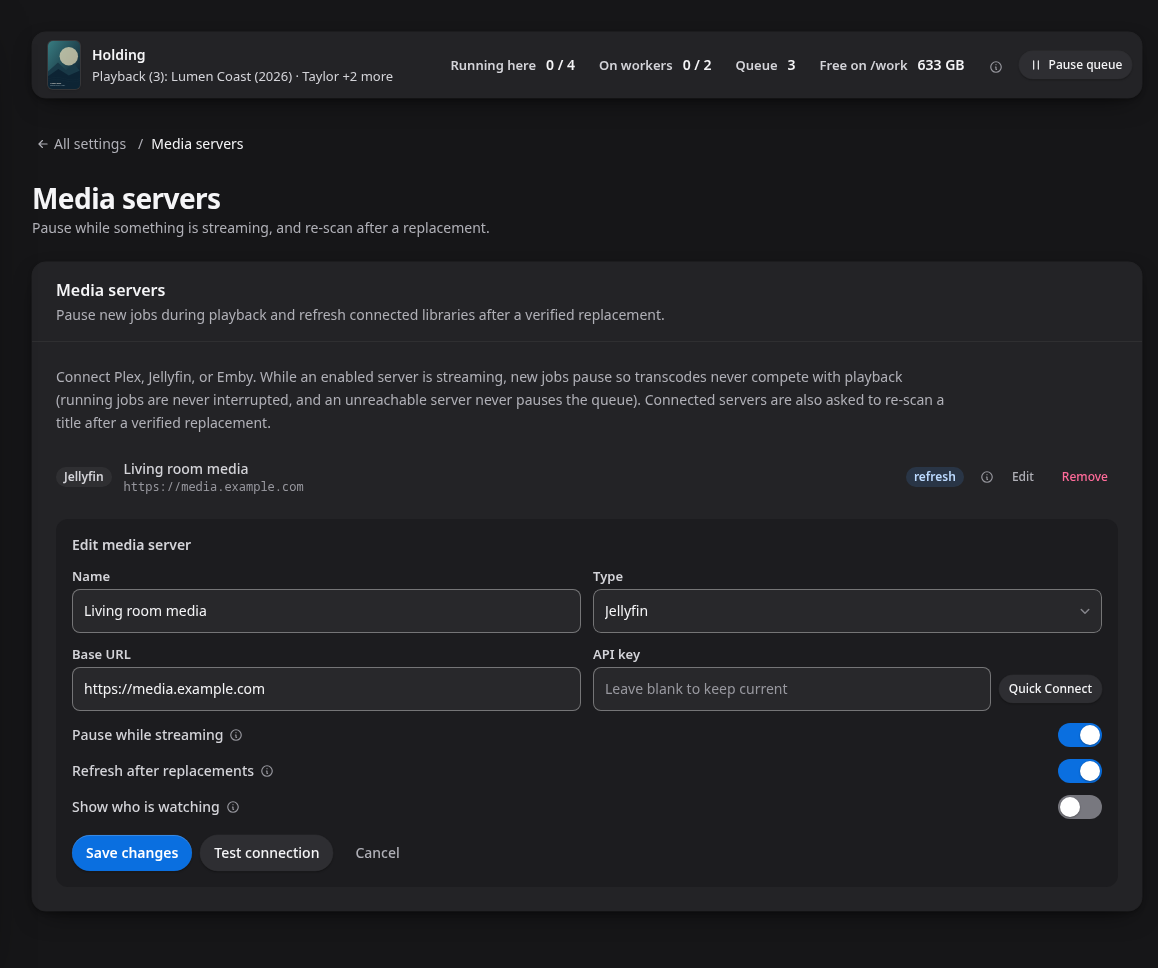 Holding
Playback (3): Lumen Coast (2026) · Taylor +2 more
Running here 0 / 4
On workers 0 / 2
Queue 3
Free on /work 633 GB
Pause queue
All settings / Media servers
Media servers
Pause while something is streaming, and re-scan after a replacement.
Media servers
Pause new jobs during playback and refresh connected libraries after a verified replacement.
Connect Plex, Jellyfin, or Emby. While an enabled server is streaming, new jobs pause so transcodes never compete with playback
(running jobs are never interrupted, and an unreachable server never pauses the queue). Connected servers are also asked to re-scan a
title after a verified replacement.
Jellyfin
Living room media
https://media.example.com
refresh
Edit
Remove
Edit media server
Name
Type
Living room media
Jellyfin
Base URL
API key
https://media.example.com
Leave blank to keep current
Quick Connect
Pause while streaming
Refresh after replacements
Show who is watching
Save changes
Test connection
Cancel